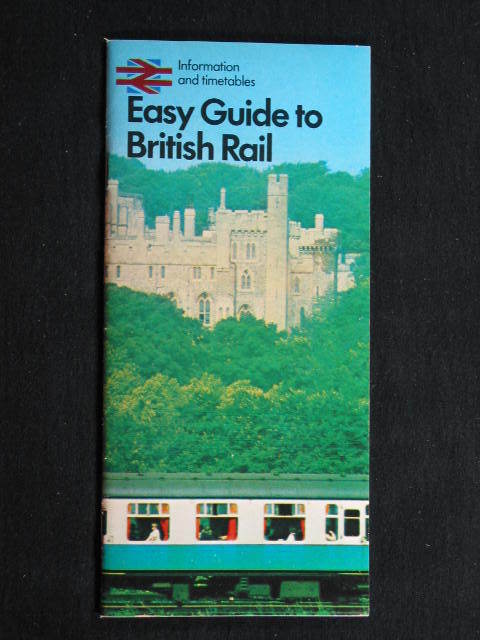 Information
and timetables
Easy Guide to
British Rail